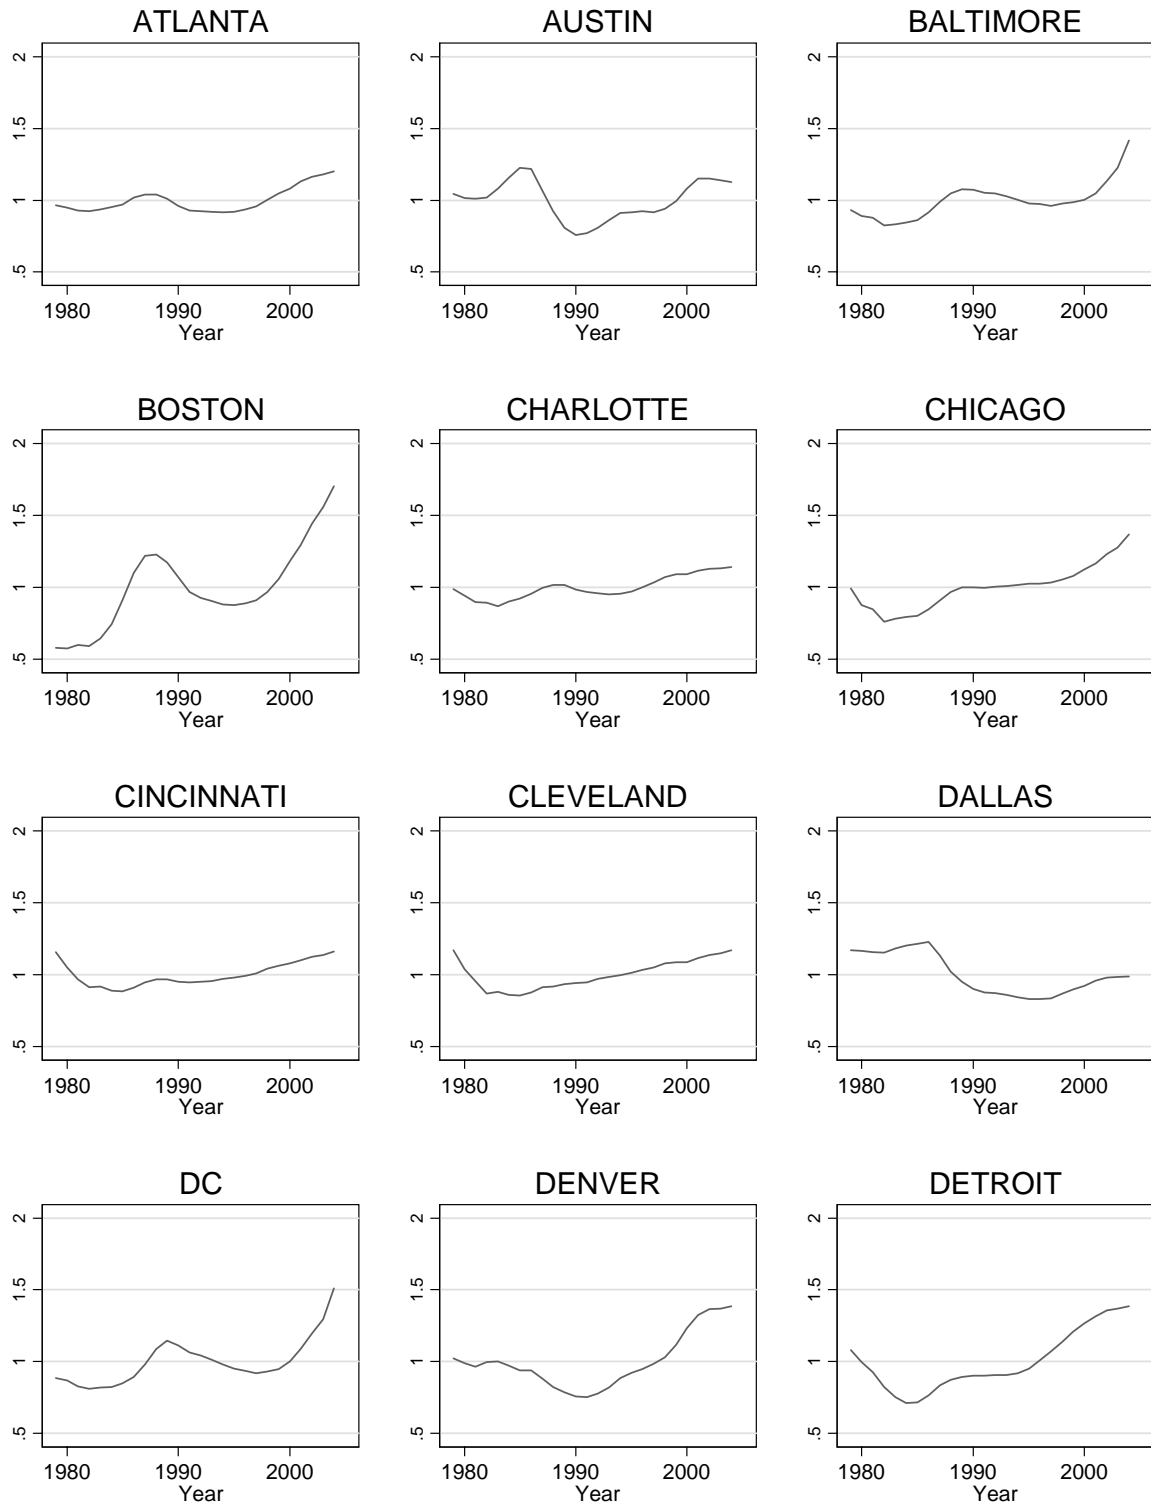 ATLANTA AUSTIN BALTIMORE
2 2 2
1.5 1.5 1.5
1 1 1
.5 .5 .5
1980 1990 2000 1980 1990 2000 1980 1990 2000
Year Year Year
BOSTON CHARLOTTE CHICAGO
2 2 2
1.5 1.5 1.5
1 1 1
.5 .5 .5
1980 1990 2000 1980 1990 2000 1980 1990 2000
Year Year Year
CINCINNATI CLEVELAND DALLAS
2 2 2
1.5 1.5 1.5
1 1 1
.5 .5 .5
1980 1990 2000 1980 1990 2000 1980 1990 2000
Year Year Year
DC DENVER DETROIT
2 2 2
1.5 1.5 1.5
1 1 1
.5 .5 .5
1980 1990 2000 1980 1990 2000 1980 1990 2000
Year Year Year